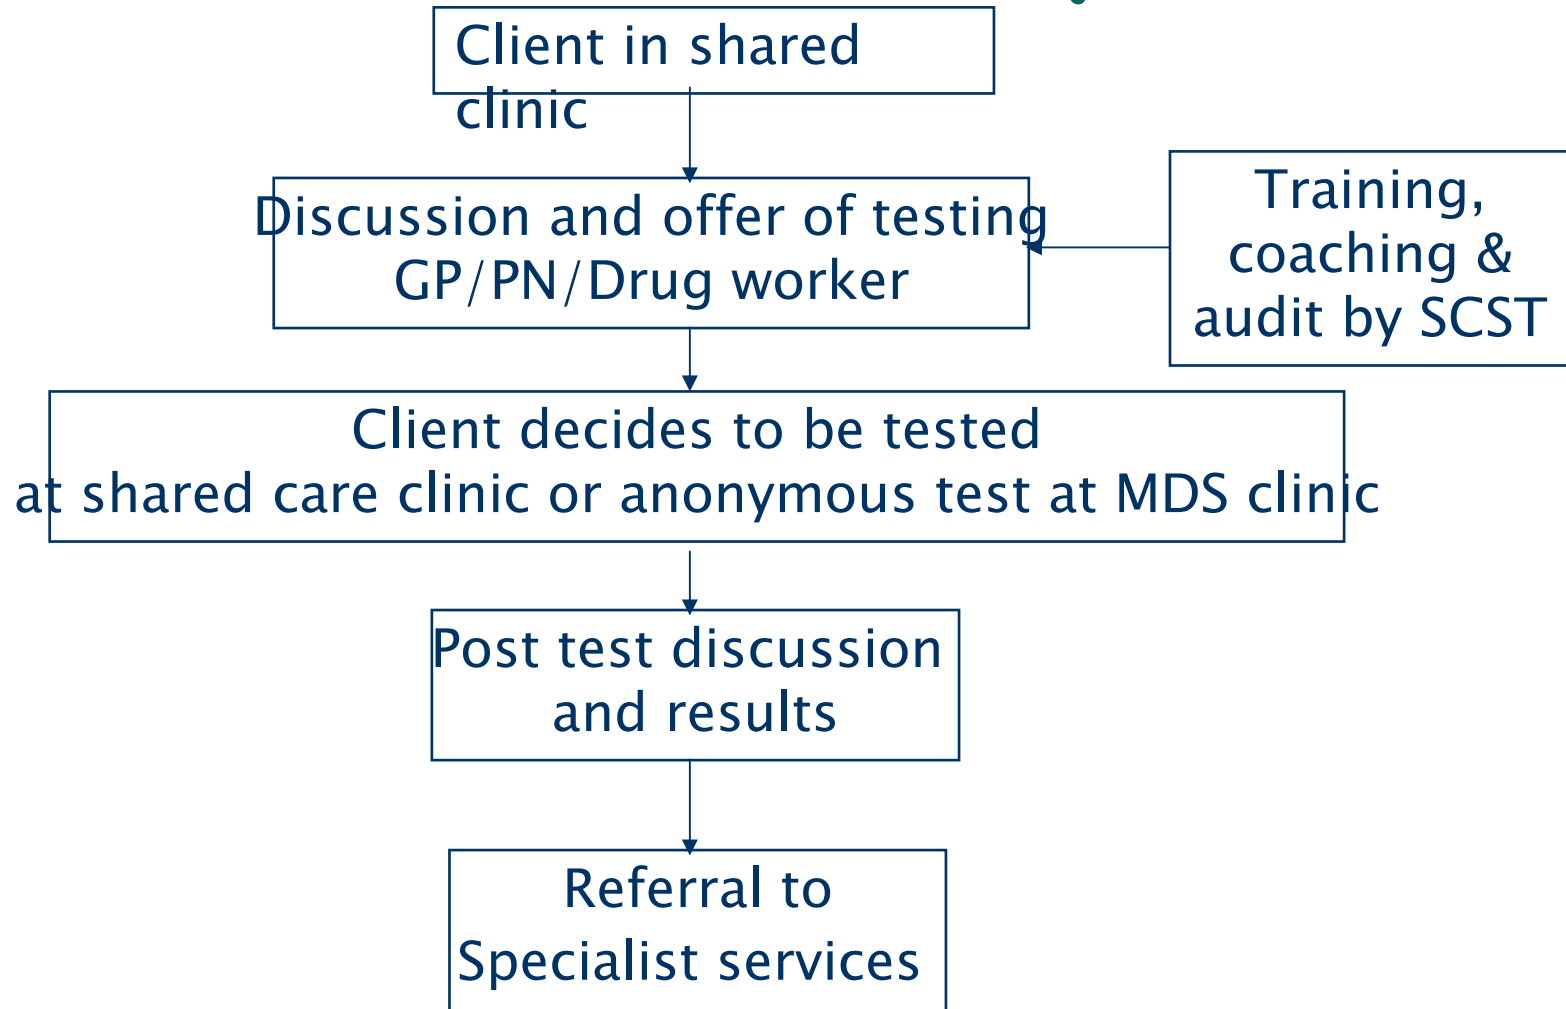 Client in shared
clinic
Discussion and offer of testing
GP/PN/Drug worker
Training,
coaching &
audit by SCST
Client decides to be tested
at shared care clinic or anonymous test at MDS clinic
Post test discussion
and results
Referral to
Specialist services